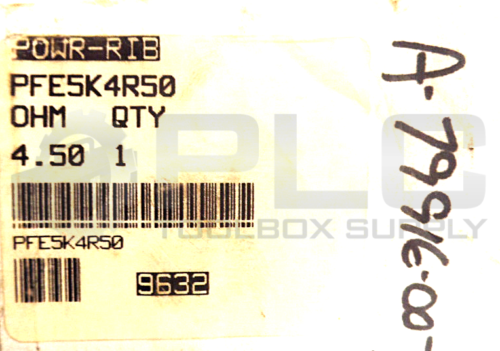 POWR-RIB
PFE5K4R50
OHM QTY
4.50 1
PFE5K4R50
9632
A-79916-00
PLC
TOOLBOX SUPPLY